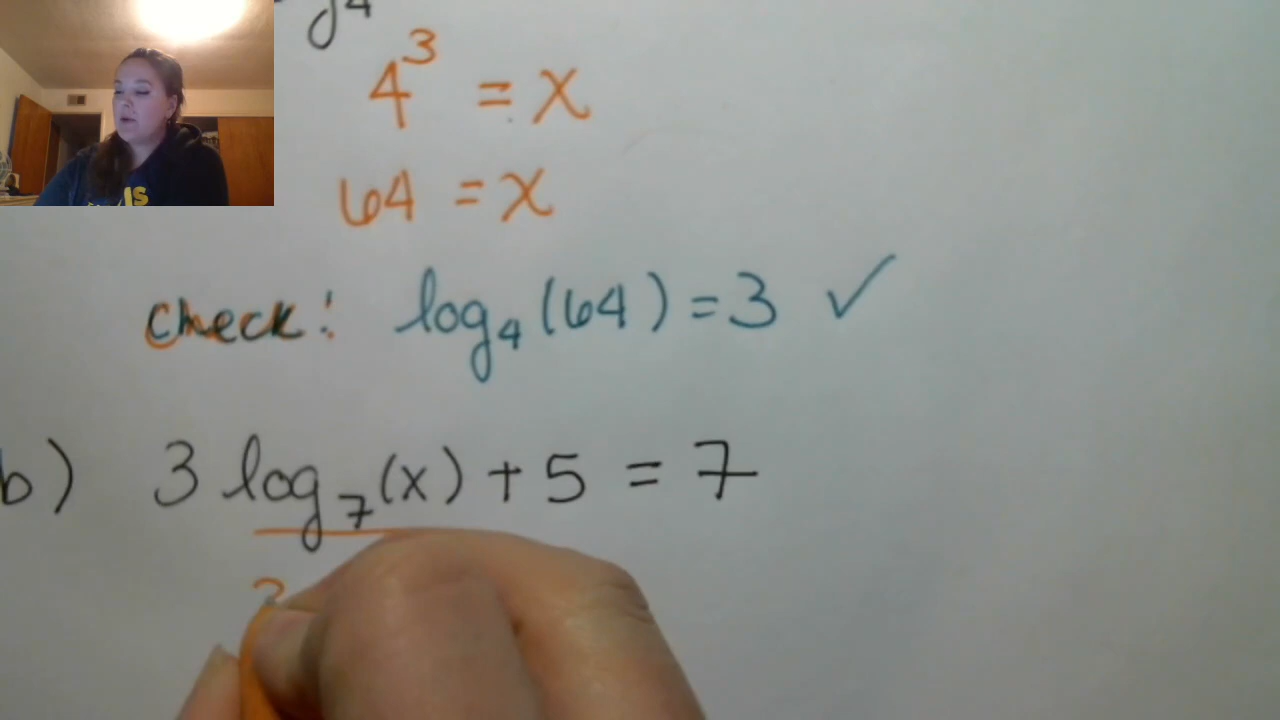 4³ = x
64 = x
Check: log₄(64) = 3 ✓
b) 3 log₇(x) + 5 = 7